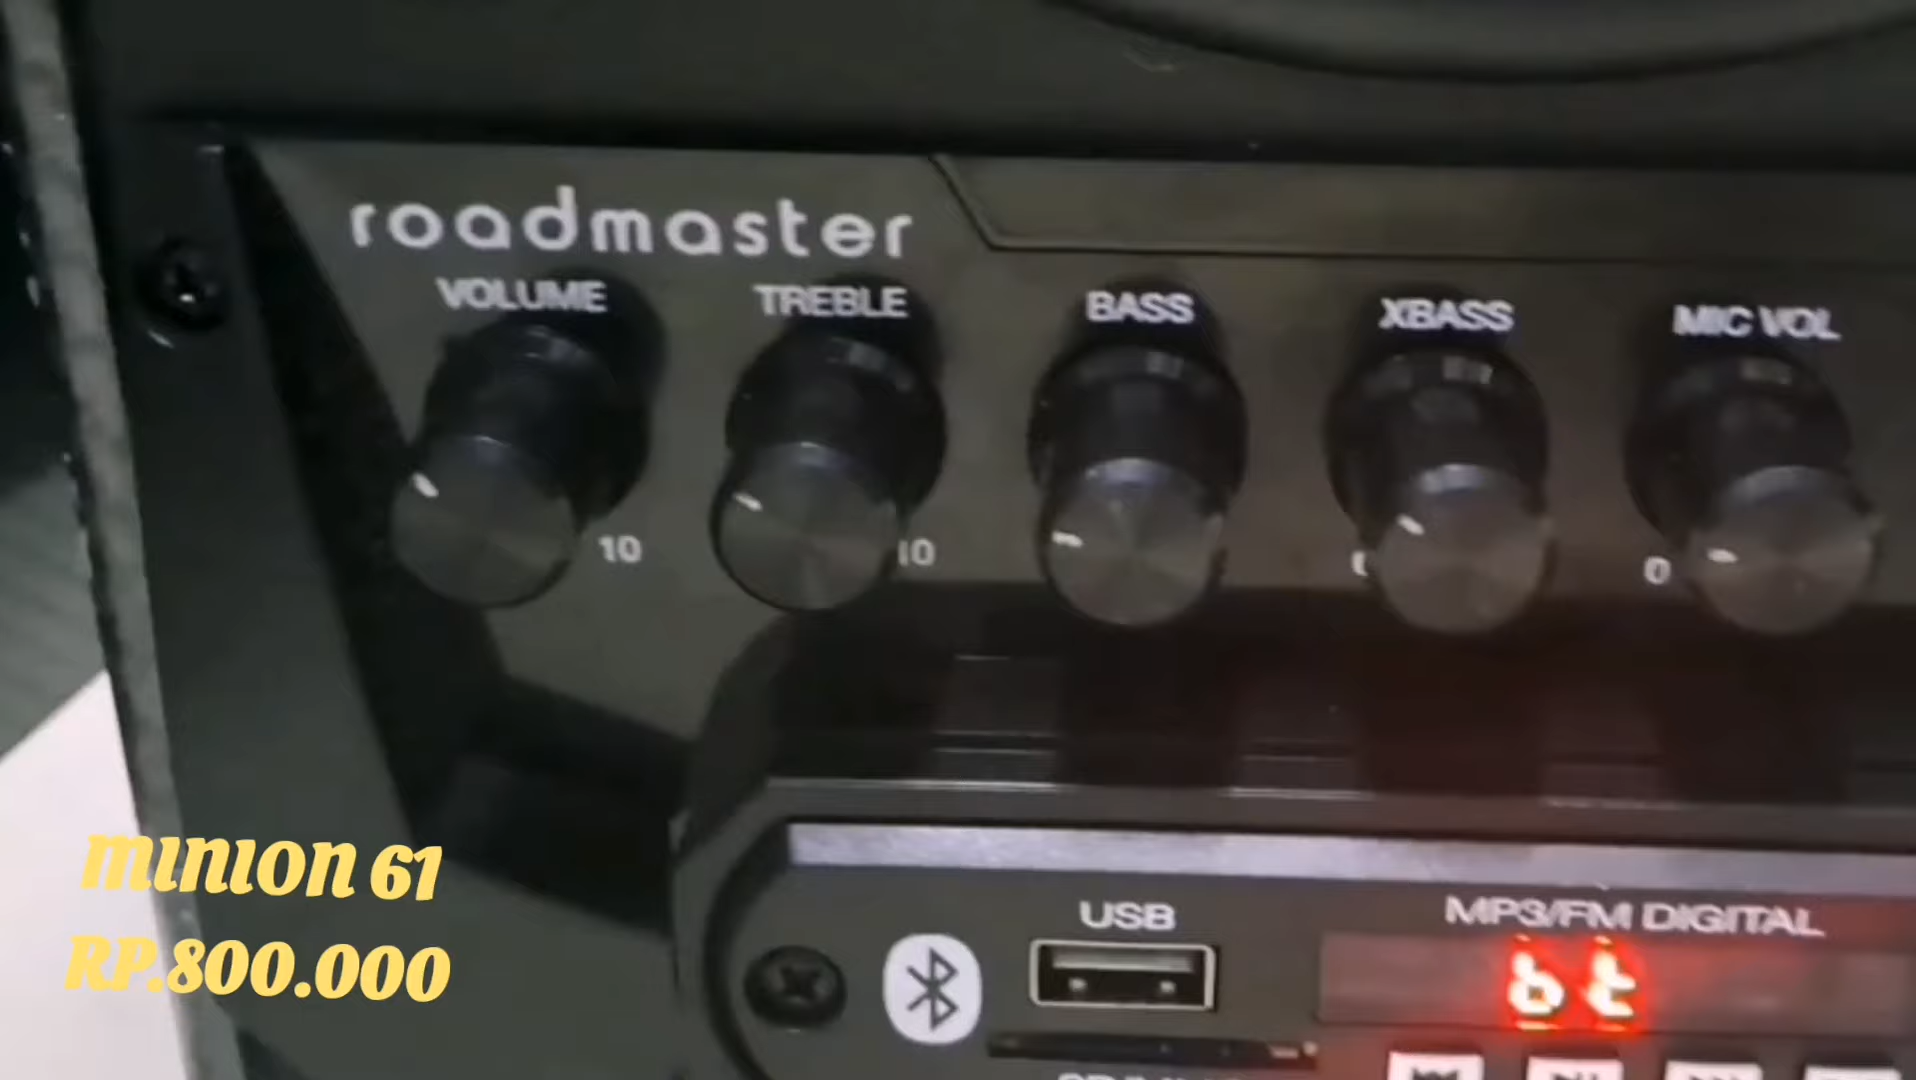 roadmaster
VOLUME TREBLE BASS XBASS MIC VOL
10 10 0
USB MP3/FM DIGITAL
bt
MINION 61
RP.800.000